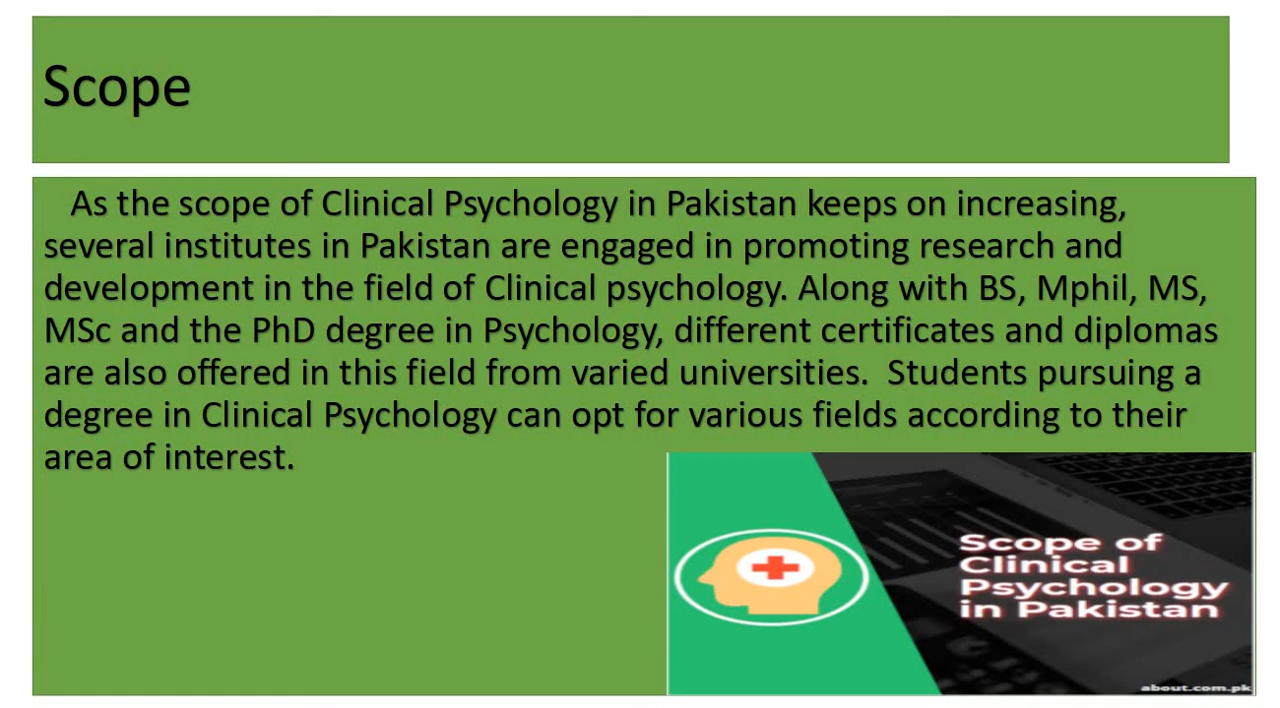 Scope
As the scope of Clinical Psychology in Pakistan keeps on increasing,
several institutes in Pakistan are engaged in promoting research and
development in the field of Clinical psychology. Along with BS, Mphil, MS,
MSc and the PhD degree in Psychology, different certificates and diplomas
are also offered in this field from varied universities.  Students pursuing a
degree in Clinical Psychology can opt for various fields according to their
area of interest.
Scope of
Clinical
Psychology
in Pakistan
about.com.pk